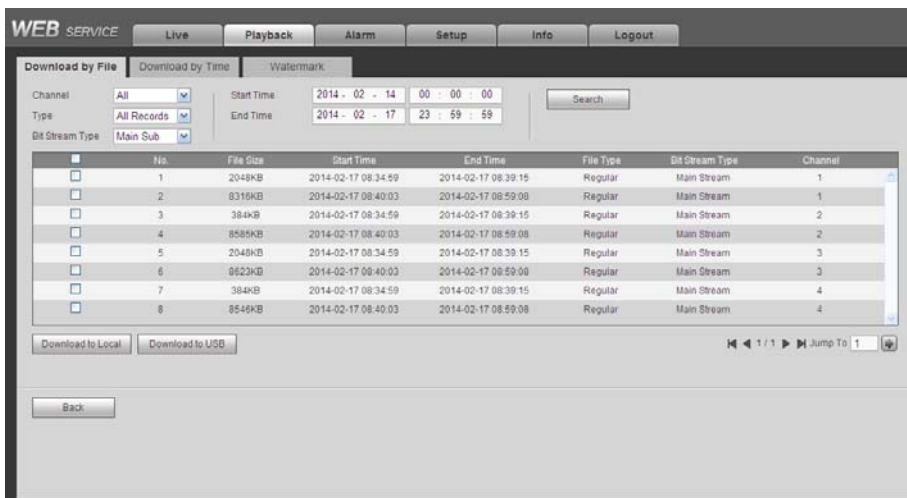 WEB SERVICE Live Playback Alarm Setup Info Logout
Download by File Download by Time Watermark
Channel All Start Time 2014 - 02 - 14 00 : 00 : 00 Search
Type All Records End Time 2014 - 02 - 17 23 : 59 : 59
Bit Stream Type Main Sub
No. File Size Start Time End Time File Type Bit Stream Type Channel
1 2048KB 2014-02-17 08:34:59 2014-02-17 08:39:15 Regular Main Stream 1
2 8316KB 2014-02-17 08:40:03 2014-02-17 08:59:08 Regular Main Stream 1
3 384KB 2014-02-17 08:34:59 2014-02-17 08:39:15 Regular Main Stream 2
4 8585KB 2014-02-17 08:40:03 2014-02-17 08:59:08 Regular Main Stream 2
5 2048KB 2014-02-17 08:34:59 2014-02-17 08:39:15 Regular Main Stream 3
6 8623KB 2014-02-17 08:40:03 2014-02-17 08:59:08 Regular Main Stream 3
7 384KB 2014-02-17 08:34:59 2014-02-17 08:39:15 Regular Main Stream 4
8 8546KB 2014-02-17 08:40:03 2014-02-17 08:59:08 Regular Main Stream 4
Download to Local Download to USB 1 / 1 Jump To 1
Back